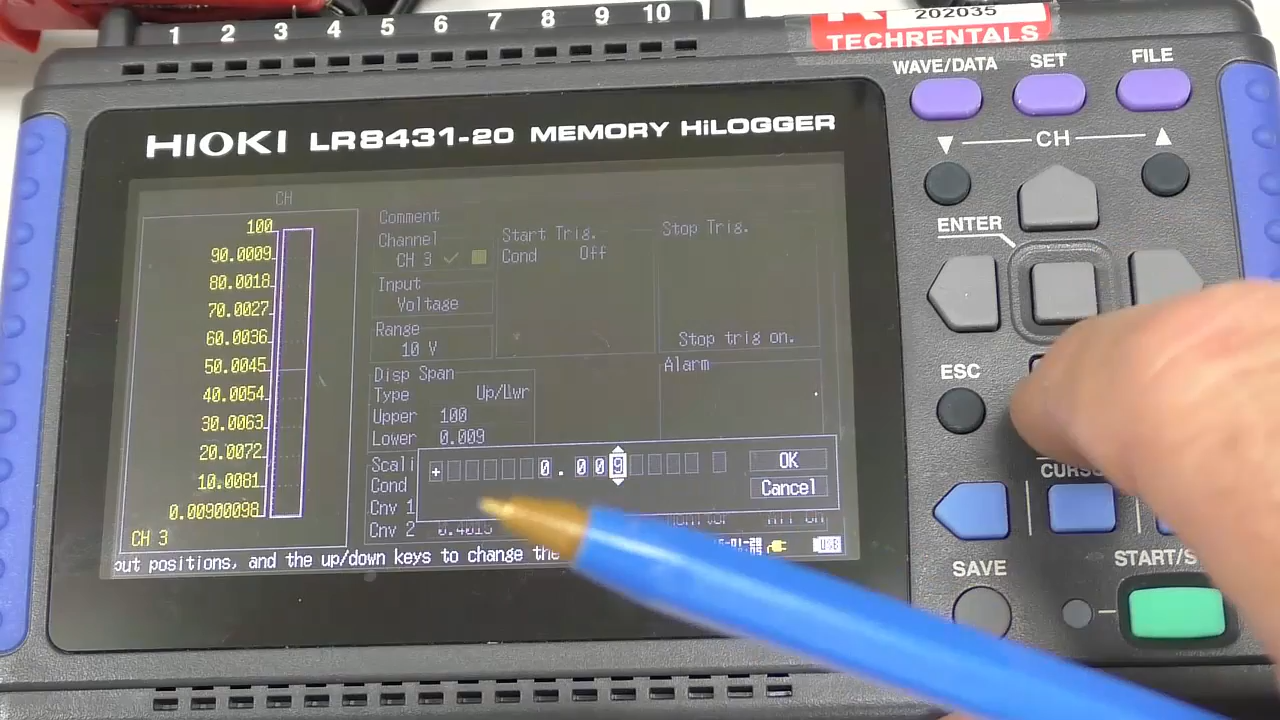 1 2 3 4 5 6 7 8 9 10
202035
TECHRENTALS
WAVE/DATA SET FILE
HIOKI LR8431-20 MEMORY HiLOGGER
▼ CH ▲
ENTER
ESC
SAVE
START/S
CH
100
90.0009
80.0018
70.0027
60.0036
50.0045
40.0054
30.0063
20.0072
10.0081
0.00900098
CH 3
Comment
Channel
CH 3
Input
Voltage
Range
10 V
Disp Span
Type Up/Lwr
Upper 100
Lower 0.009
Scali
Cond
Cnv 1
Cnv 2 0.4015
Start Trig.
Cond Off
Stop Trig.
Stop trig on.
Alarm
+ 0.009
OK
Cancel
USB
out positions, and the up/down keys to change the